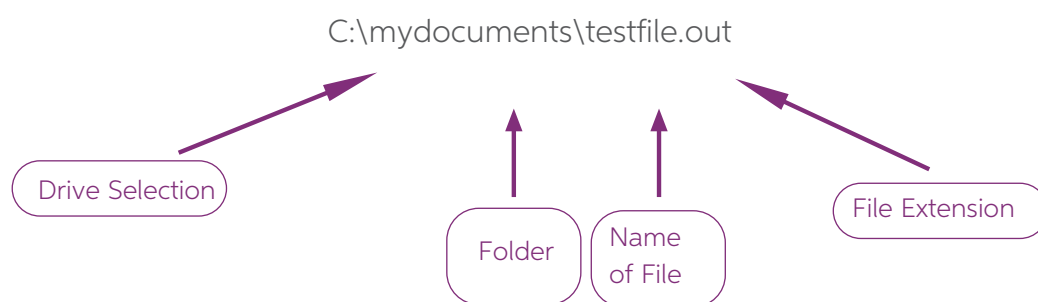 C:\mydocuments\testfile.out
Drive Selection
Folder
Name
of File
File Extension